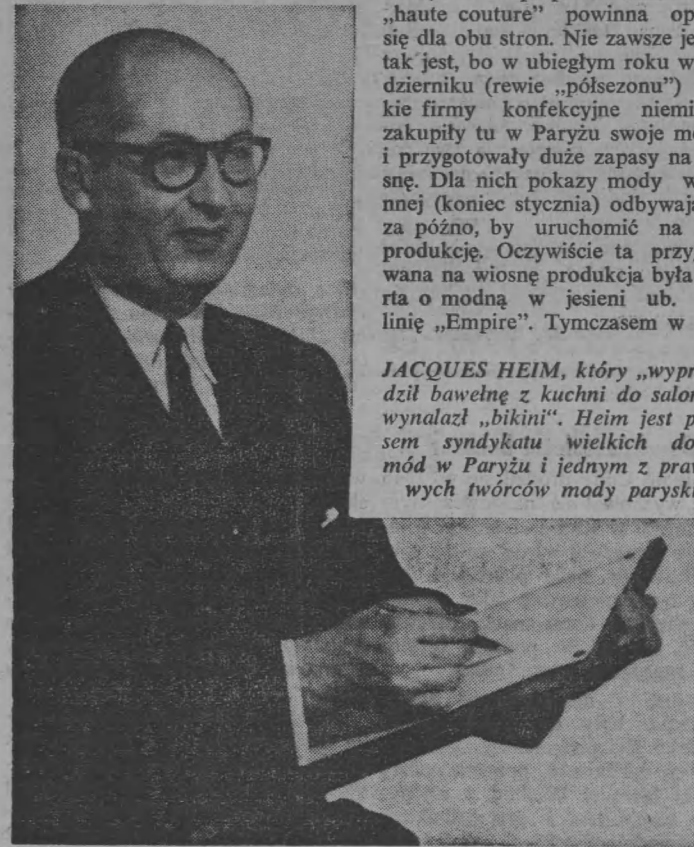 „haute couture” powinna op
się dla obu stron. Nie zawsze je
tak jest, bo w ubiegłym roku w
dzierniku (rewie „półsezonu”)
kie firmy konfekcyjne niemi
zakupiły tu w Paryżu swoje mo
i przygotowały duże zapasy na
snę. Dla nich pokazy mody w
nnej (koniec stycznia) odbywaj
za późno, by uruchomić na
produkcję. Oczywiście ta przy
wana na wiosnę produkcja była
rta o modną w jesieni ub.
linię „Empire”. Tymczasem w
JACQUES HEIM, który „wypr
dził bawełnę z kuchni do salon
wynalazł „bikini“. Heim jest p
sem syndykatu wielkich do
mód w Paryżu i jednym z praw
wych twórców mody paryski